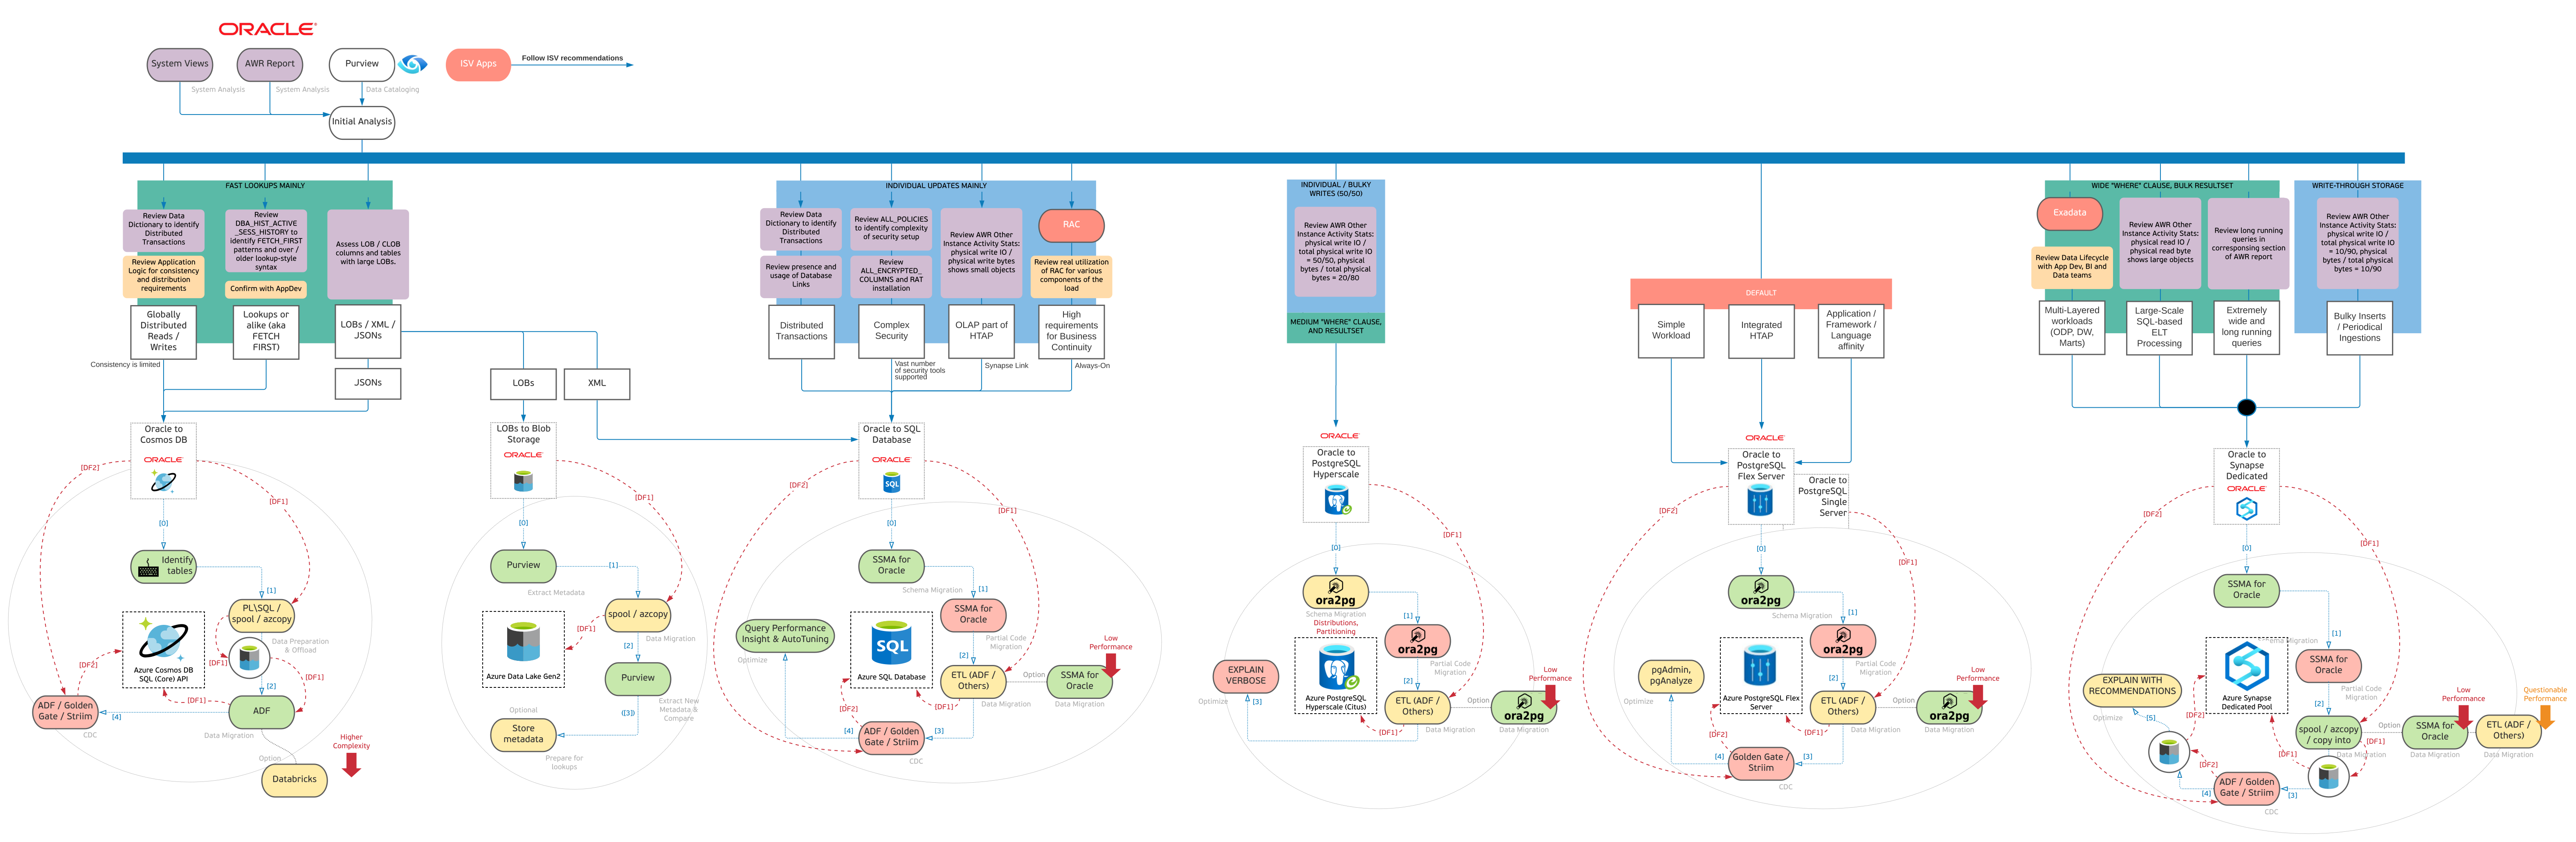 ORACLE
System Views
AWR Report
Purview
ISV Apps
Follow ISV recommendations
System Analysis
System Analysis
Data Cataloging
Initial Analysis
FAST LOOKUPS MAINLY
Review Data
Dictionary to identify
Distributed
Transactions
Review Application
Logic for consistency
and distribution
requirements
Globally
Distributed
Reads /
Writes
Consistency is limited
Review
DBA_HIST_ACTIVE
_SESS_HISTORY to
identify FETCH_FIRST
patterns and over /
older lookup-style
syntax
Confirm with AppDev
Lookups or
alike (aka
FETCH
FIRST)
Assess LOB / CLOB
columns and tables
with large LOBs.
LOBs / XML /
JSONs
JSONs
LOBs
XML
INDIVIDUAL UPDATES MAINLY
Review Data
Dictionary to identify
Distributed
Transactions
Review presence and
usage of Database
Links
Distributed
Transactions
Review ALL_POLICIES
to identify complexity
of security setup
Review
ALL_ENCRYPTED_
COLUMNS and RAT
installation
Complex
Security
Vast number
of security tools
supported
Review AWR Other
Instance Activity Stats:
physical write IO /
physical write bytes
shows small objects
OLAP part of
HTAP
Synapse Link
RAC
Review real utilization
of RAC for various
components of the
load
High
requirements
for Business
Continuity
Always-On
INDIVIDUAL / BULKY
WRITES (50/50)
Review AWR Other
Instance Activity Stats:
physical write IO /
total physical write IO
= 50/50, physical
bytes / total physical
bytes = 20/80
MEDIUM "WHERE" CLAUSE,
AND RESULTSET
DEFAULT
Simple
Workload
Integrated
HTAP
Application /
Framework /
Language
affinity
WIDE "WHERE" CLAUSE, BULK RESULTSET
Exadata
Review Data Lifecycle
with App Dev, BI and
Data teams
Multi-Layered
workloads
(ODP, DW,
Marts)
Review AWR Other
Instance Activity Stats:
physical read IO /
physical read byte
shows large objects
Large-Scale
SQL-based
ELT
Processing
Review long running
queries in
corresponsing section
of AWR report
Extremely
wide and
long running
queries
WRITE-THROUGH STORAGE
Review AWR Other
Instance Activity Stats:
physical write IO /
total physical write IO
= 10/90, physical
bytes / total physical
bytes = 10/90
Bulky Inserts
/ Periodical
Ingestions
Oracle to
Cosmos DB
ORACLE
[DF2]
[DF1]
[0]
Identify
tables
[1]
PL\SQL /
spool / azcopy
Data Preparation
& Offload
[DF1]
[DF1]
[2]
Azure Cosmos DB
SQL (Core) API
[DF2]
[DF1]
ADF / Golden
Gate / Striim
CDC
[4]
ADF
Data Migration
Option
Databricks
Higher
Complexity
LOBs to Blob
Storage
ORACLE
[DF1]
[0]
Purview
Extract Metadata
[1]
spool / azcopy
Data Migration
[DF1]
Azure Data Lake Gen2
[2]
Purview
Extract New
Metadata &
Compare
([3])
Optional
Store
metadata
Prepare for
lookups
Oracle to SQL
Database
ORACLE
SQL
[DF2]
[DF1]
[0]
SSMA for
Oracle
Schema Migration
[1]
SSMA for
Oracle
Partial Code
Migration
[2]
Query Performance
Insight & AutoTuning
Optimize
SQL
Azure SQL Database
ETL (ADF /
Others)
Data Migration
Option
SSMA for
Oracle
Data Migration
Low
Performance
[DF2]
[DF1]
[4]
ADF / Golden
Gate / Striim
[3]
CDC
ORACLE
Oracle to
PostgreSQL
Hyperscale
[DF1]
[0]
ora2pg
Schema Migration
Distributions,
Partitioning
[1]
ora2pg
Partial Code
Migration
[2]
EXPLAIN
VERBOSE
Optimize
[3]
Azure PostgreSQL
Hyperscale (Citus)
[DF1]
ETL (ADF /
Others)
Data Migration
Option
ora2pg
Data Migration
Low
Performance
ORACLE
Oracle to
PostgreSQL
Flex Server
Oracle to
PostgreSQL
Single
Server
[DF2]
[DF1]
[0]
ora2pg
Schema Migration
[1]
ora2pg
Partial Code
Migration
[2]
pgAdmin,
pgAnalyze
Optimize
Azure PostgreSQL Flex
Server
ETL (ADF /
Others)
Data Migration
Option
ora2pg
Data Migration
Low
Performance
[DF2]
[DF1]
[4]
Golden Gate /
Striim
[3]
CDC
Oracle to
Synapse
Dedicated
ORACLE
[DF2]
[DF1]
[0]
SSMA for
Oracle
Migration
[1]
SSMA for
Oracle
Partial Code
Migration
[2]
EXPLAIN WITH
RECOMMENDATIONS
Optimize
[5]
Azure Synapse
Dedicated Pool
[DF2]
[DF1]
spool / azcopy
/ copy into
Data Migration
[DF1]
Option
SSMA for
Oracle
Data Migration
Low
Performance
ETL (ADF /
Others)
Data Migration
Questionable
Performance
[DF2]
[4]
ADF / Golden
Gate / Striim
[3]
CDC